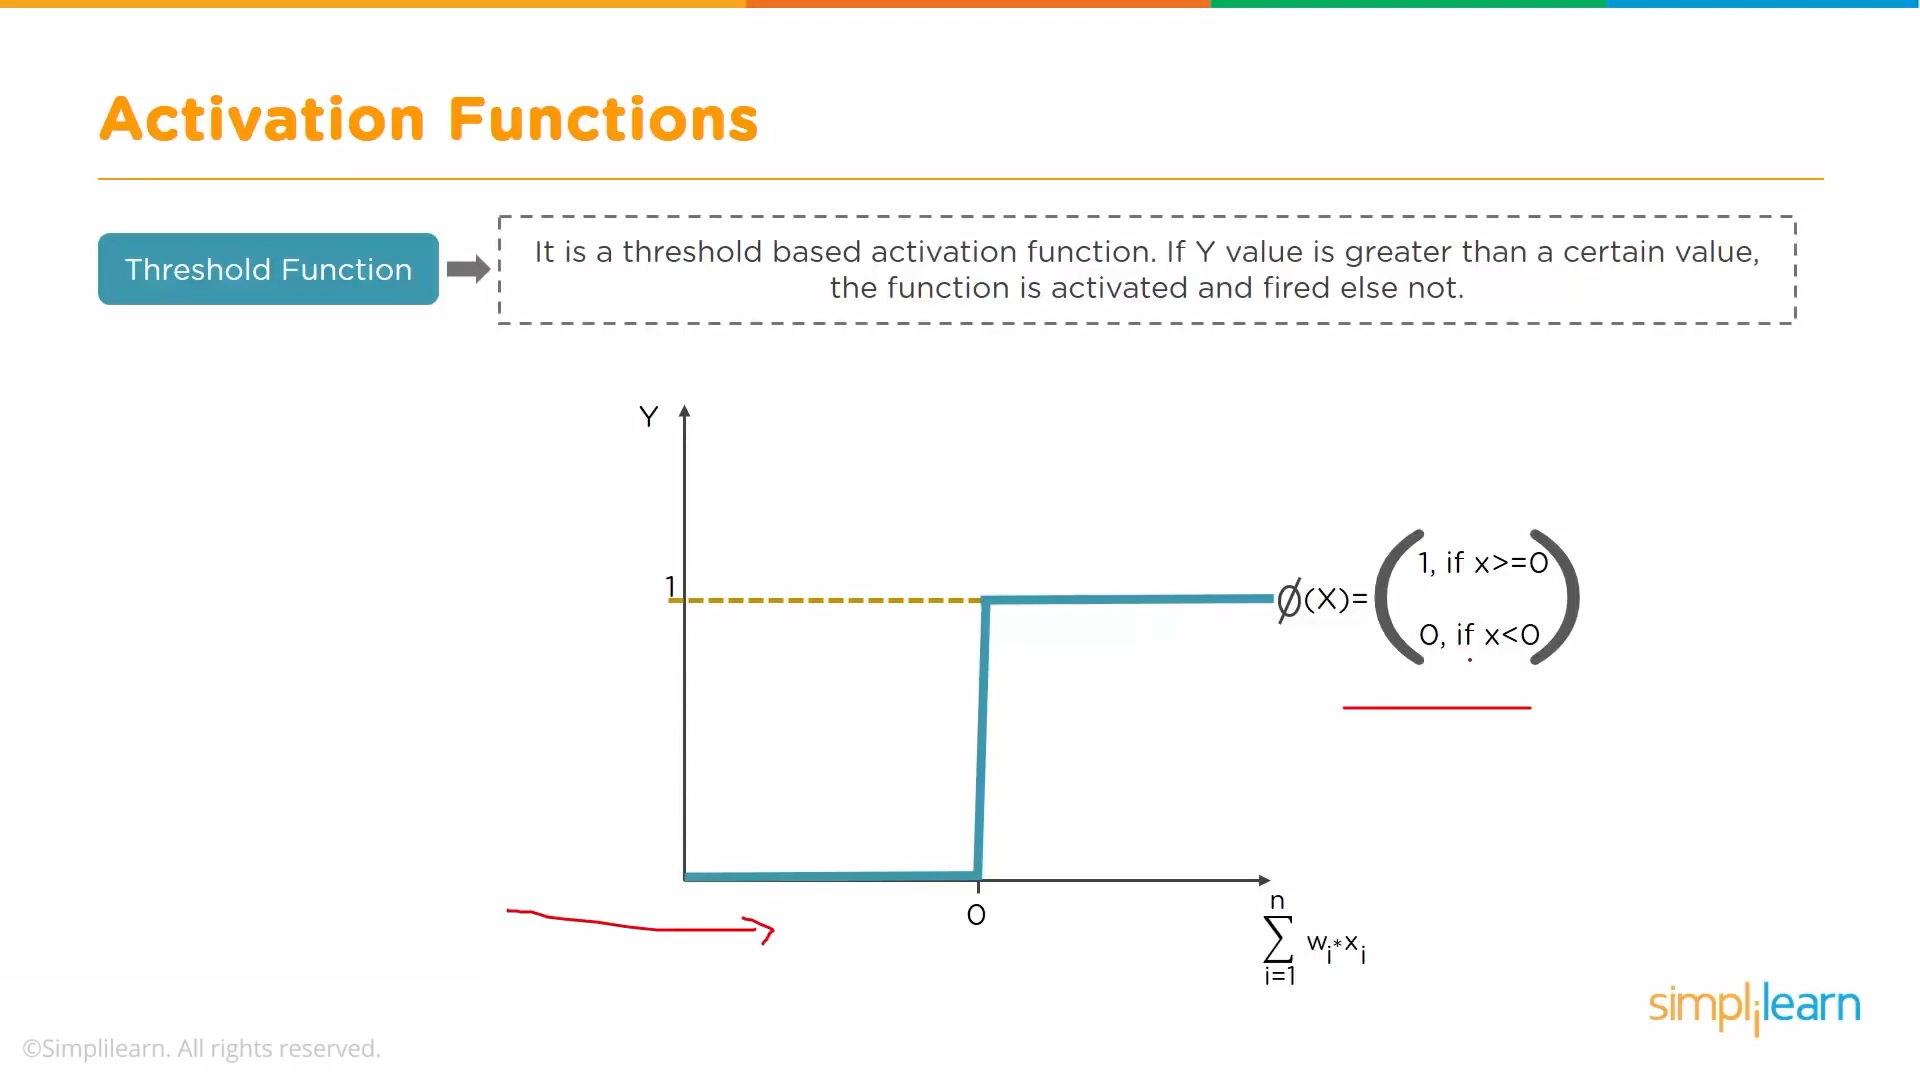 Activation Functions
Threshold Function
It is a threshold based activation function. If Y value is greater than a certain value,
the function is activated and fired else not.
Y
1
1, if x>=0
∅(X)=
0, if x<0
0
n
∑ wi*xi
i=1
simplilearn
©Simplilearn. All rights reserved.